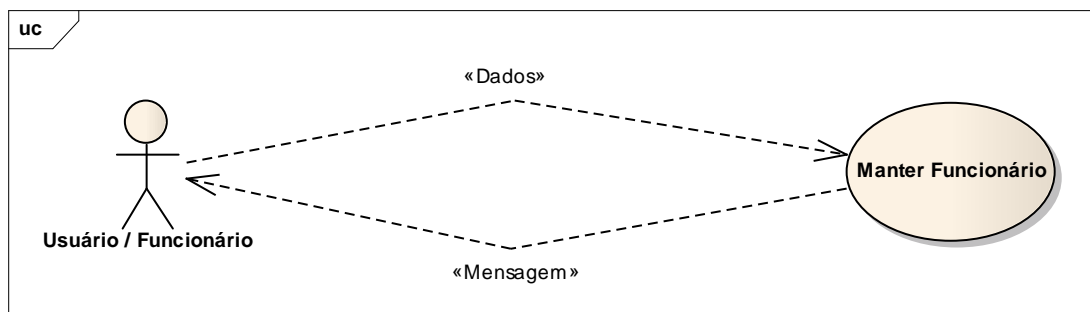 uc
«Dados»
Manter Funcionário
Usuário / Funcionário
«Mensagem»